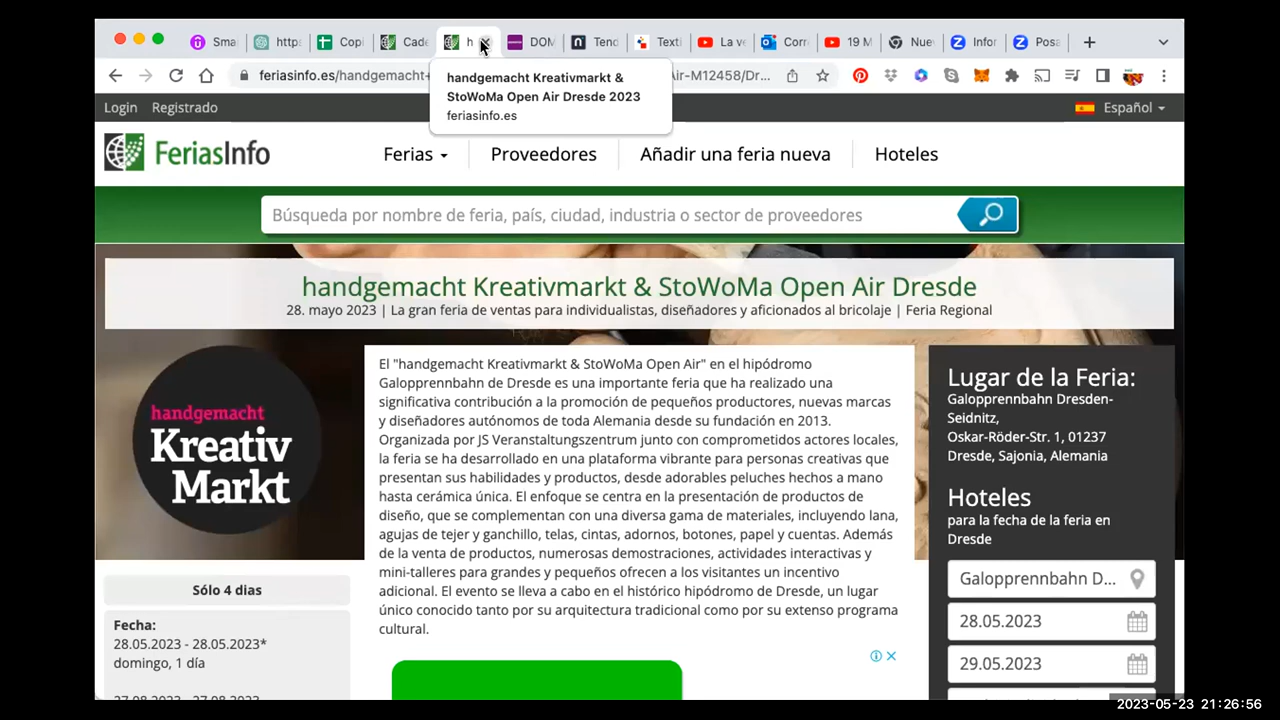 Sma
https
Copi
Cade
h
DOM
Tend
Texti
La ve
Corr
19 M
Nuev
Infor
Posa
feriasinfo.es/handgemacht
Air-M12458/Dr...
handgemacht Kreativmarkt &
StoWoMa Open Air Dresde 2023
feriasinfo.es
Login Registrado
Español
FeriasInfo
Ferias
Proveedores
Añadir una feria nueva
Hoteles
Búsqueda por nombre de feria, país, ciudad, industria o sector de proveedores
handgemacht Kreativmarkt & StoWoMa Open Air Dresde
28. mayo 2023 | La gran feria de ventas para individualistas, diseñadores y aficionados al bricolaje | Feria Regional
handgemacht
Kreativ
Markt
El "handgemacht Kreativmarkt & StoWoMa Open Air" en el hipódromo
Galopprennbahn de Dresde es una importante feria que ha realizado una
significativa contribución a la promoción de pequeños productores, nuevas marcas
y diseñadores autónomos de toda Alemania desde su fundación en 2013.
Organizada por JS Veranstaltungszentrum junto con comprometidos actores locales,
la feria se ha desarrollado en una plataforma vibrante para personas creativas que
presentan sus habilidades y productos, desde adorables peluches hechos a mano
hasta cerámica única. El enfoque se centra en la presentación de productos de
diseño, que se complementan con una diversa gama de materiales, incluyendo lana,
agujas de tejer y ganchillo, telas, cintas, adornos, botones, papel y cuentas. Además
de la venta de productos, numerosas demostraciones, actividades interactivas y
mini-talleres para grandes y pequeños ofrecen a los visitantes un incentivo
adicional. El evento se lleva a cabo en el histórico hipódromo de Dresde, un lugar
único conocido tanto por su arquitectura tradicional como por su extenso programa
cultural.
Lugar de la Feria:
Galopprennbahn Dresden-
Seidnitz,
Oskar-Röder-Str. 1, 01237
Dresde, Sajonia, Alemania
Hoteles
para la fecha de la feria en
Dresde
Galopprennbahn D...
28.05.2023
29.05.2023
Sólo 4 dias
Fecha:
28.05.2023 - 28.05.2023*
domingo, 1 día
27.08.2023 - 27.08.2023
2023-05-23 21:26:56